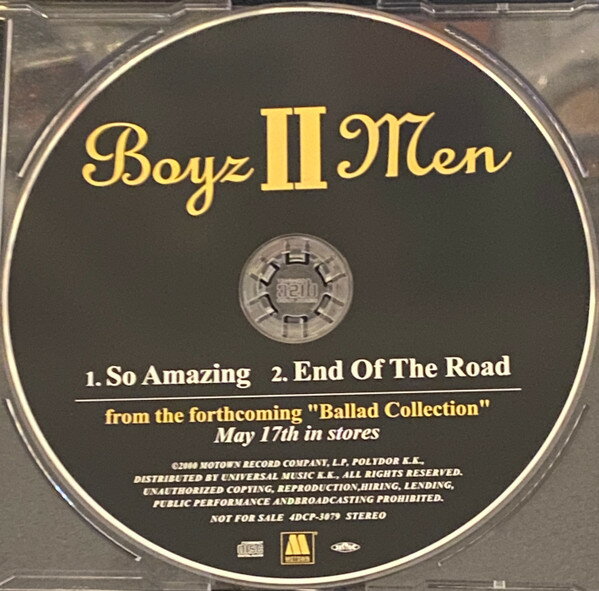 Boyz II Men
1. So Amazing 2. End Of The Road
from the forthcoming "Ballad Collection"
May 17th in stores
©2000 MOTOWN RECORD COMPANY, L.P, POLYDOR K.K.,
DISTRIBUTED BY UNIVERSAL MUSIC K.K., ALL RIGHTS RESERVED.
UNAUTHORIZED COPYING, REPRODUCTION,HIRING, LENDING,
PUBLIC PERFORMANCE ANDBROADCASTING PROHIBITED.
NOT FOR SALE 4DCP-3079 STEREO
M
MOTOWN